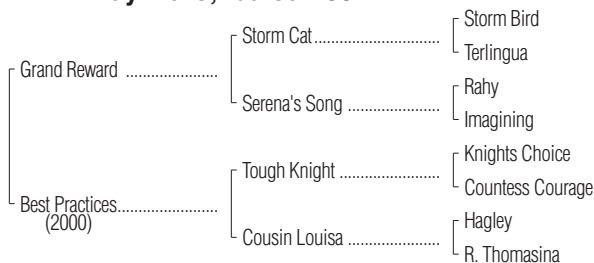 Grand Reward
Best Practices
(2000)
Storm Cat
Serena's Song
Tough Knight
Cousin Louisa
Storm Bird
Terlingua
Rahy
Imagining
Knights Choice
Countess Courage
Hagley
R. Thomasina